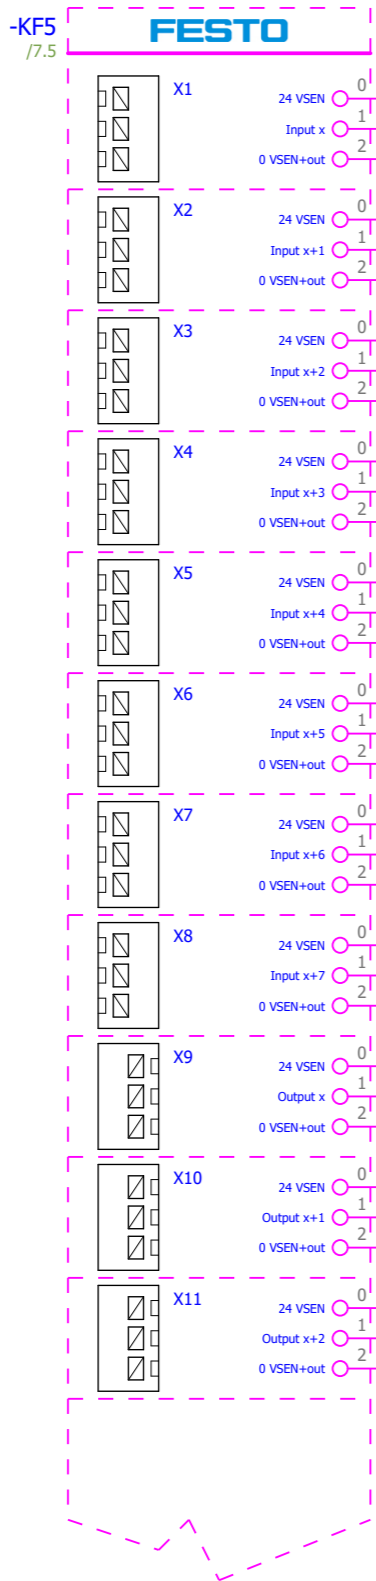 -KF5 FESTO
/7.5
X1 24 VSEN 0
Input x 1
0 VSEN+out 2
X2 24 VSEN 0
Input x+1 1
0 VSEN+out 2
X3 24 VSEN 0
Input x+2 1
0 VSEN+out 2
X4 24 VSEN 0
Input x+3 1
0 VSEN+out 2
X5 24 VSEN 0
Input x+4 1
0 VSEN+out 2
X6 24 VSEN 0
Input x+5 1
0 VSEN+out 2
X7 24 VSEN 0
Input x+6 1
0 VSEN+out 2
X8 24 VSEN 0
Input x+7 1
0 VSEN+out 2
X9 24 VSEN 0
Output x 1
0 VSEN+out 2
X10 24 VSEN 0
Output x+1 1
0 VSEN+out 2
X11 24 VSEN 0
Output x+2 1
0 VSEN+out 2